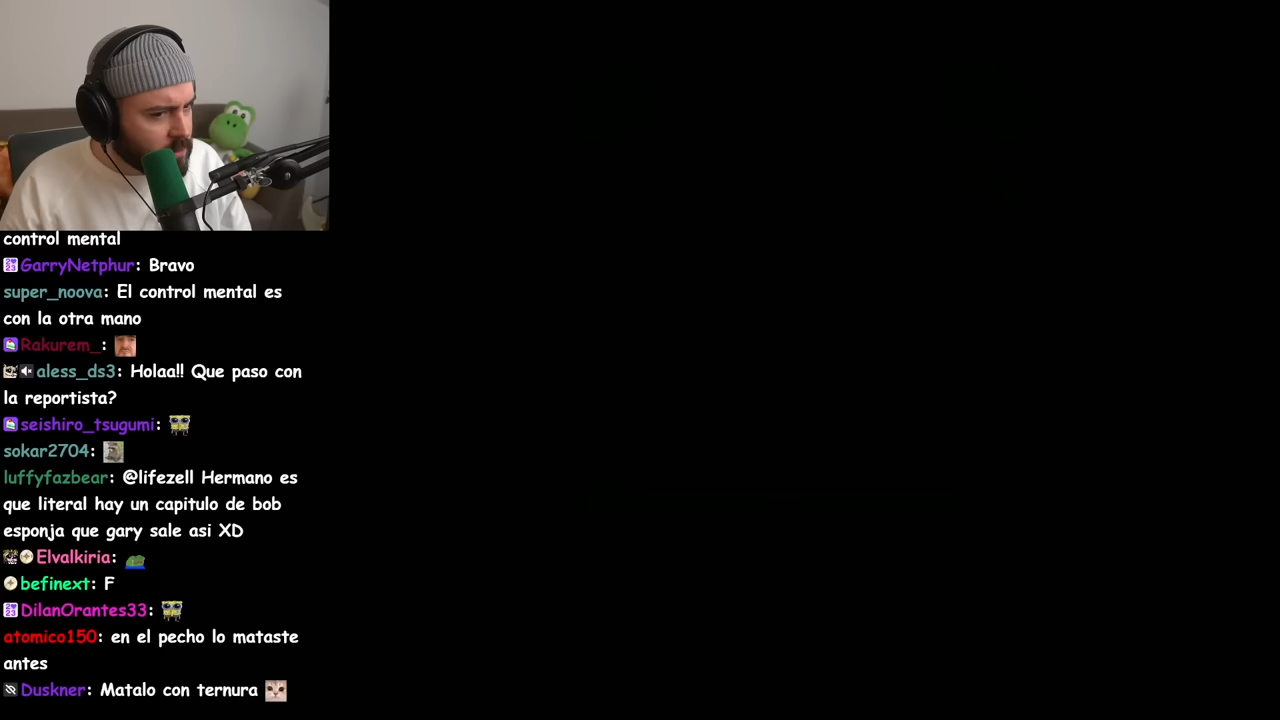 control mental
GarryNetphur: Bravo
super_noova: El control mental es
con la otra mano
Rakurem_:
aless_ds3: Holaa!! Que paso con
la reportista?
seishiro_tsugumi:
sokar2704:
luffyfazbear: @lifezell Hermano es
que literal hay un capitulo de bob
esponja que gary sale asi XD
Elvalkiria:
befinext: F
DilanOrantes33:
atomico150: en el pecho lo mataste
antes
Duskner: Matalo con ternura